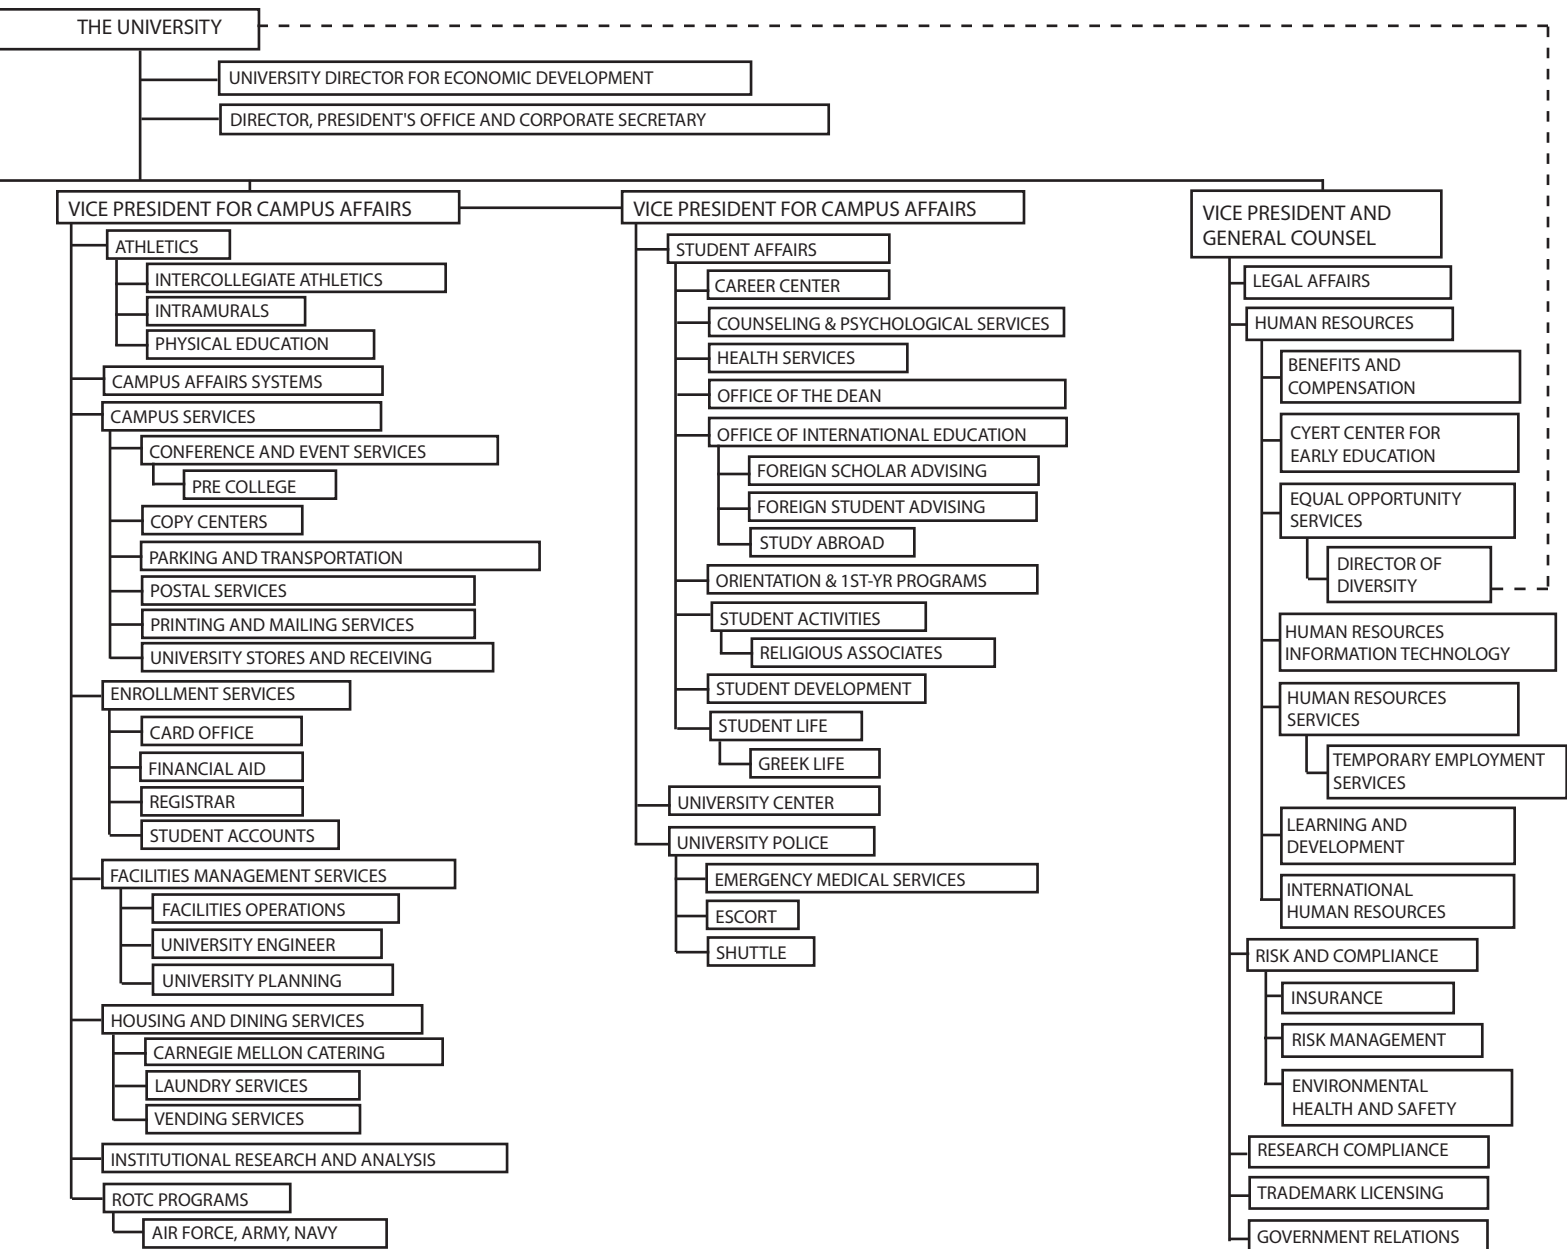 THE UNIVERSITY
UNIVERSITY DIRECTOR FOR ECONOMIC DEVELOPMENT
DIRECTOR, PRESIDENT'S OFFICE AND CORPORATE SECRETARY
VICE PRESIDENT FOR CAMPUS AFFAIRS
ATHLETICS
INTERCOLLEGIATE ATHLETICS
INTRAMURALS
PHYSICAL EDUCATION
CAMPUS AFFAIRS SYSTEMS
CAMPUS SERVICES
CONFERENCE AND EVENT SERVICES
PRE COLLEGE
COPY CENTERS
PARKING AND TRANSPORTATION
POSTAL SERVICES
PRINTING AND MAILING SERVICES
UNIVERSITY STORES AND RECEIVING
ENROLLMENT SERVICES
CARD OFFICE
FINANCIAL AID
REGISTRAR
STUDENT ACCOUNTS
FACILITIES MANAGEMENT SERVICES
FACILITIES OPERATIONS
UNIVERSITY ENGINEER
UNIVERSITY PLANNING
HOUSING AND DINING SERVICES
CARNEGIE MELLON CATERING
LAUNDRY SERVICES
VENDING SERVICES
INSTITUTIONAL RESEARCH AND ANALYSIS
ROTC PROGRAMS
AIR FORCE, ARMY, NAVY
VICE PRESIDENT FOR CAMPUS AFFAIRS
STUDENT AFFAIRS
CAREER CENTER
COUNSELING & PSYCHOLOGICAL SERVICES
HEALTH SERVICES
OFFICE OF THE DEAN
OFFICE OF INTERNATIONAL EDUCATION
FOREIGN SCHOLAR ADVISING
FOREIGN STUDENT ADVISING
STUDY ABROAD
ORIENTATION & 1ST-YR PROGRAMS
STUDENT ACTIVITIES
RELIGIOUS ASSOCIATES
STUDENT DEVELOPMENT
STUDENT LIFE
GREEK LIFE
UNIVERSITY CENTER
UNIVERSITY POLICE
EMERGENCY MEDICAL SERVICES
ESCORT
SHUTTLE
VICE PRESIDENT AND
GENERAL COUNSEL
LEGAL AFFAIRS
HUMAN RESOURCES
BENEFITS AND
COMPENSATION
CYERT CENTER FOR
EARLY EDUCATION
EQUAL OPPORTUNITY
SERVICES
DIRECTOR OF
DIVERSITY
HUMAN RESOURCES
INFORMATION TECHNOLOGY
HUMAN RESOURCES
SERVICES
TEMPORARY EMPLOYMENT
SERVICES
LEARNING AND
DEVELOPMENT
INTERNATIONAL
HUMAN RESOURCES
RISK AND COMPLIANCE
INSURANCE
RISK MANAGEMENT
ENVIRONMENTAL
HEALTH AND SAFETY
RESEARCH COMPLIANCE
TRADEMARK LICENSING
GOVERNMENT RELATIONS